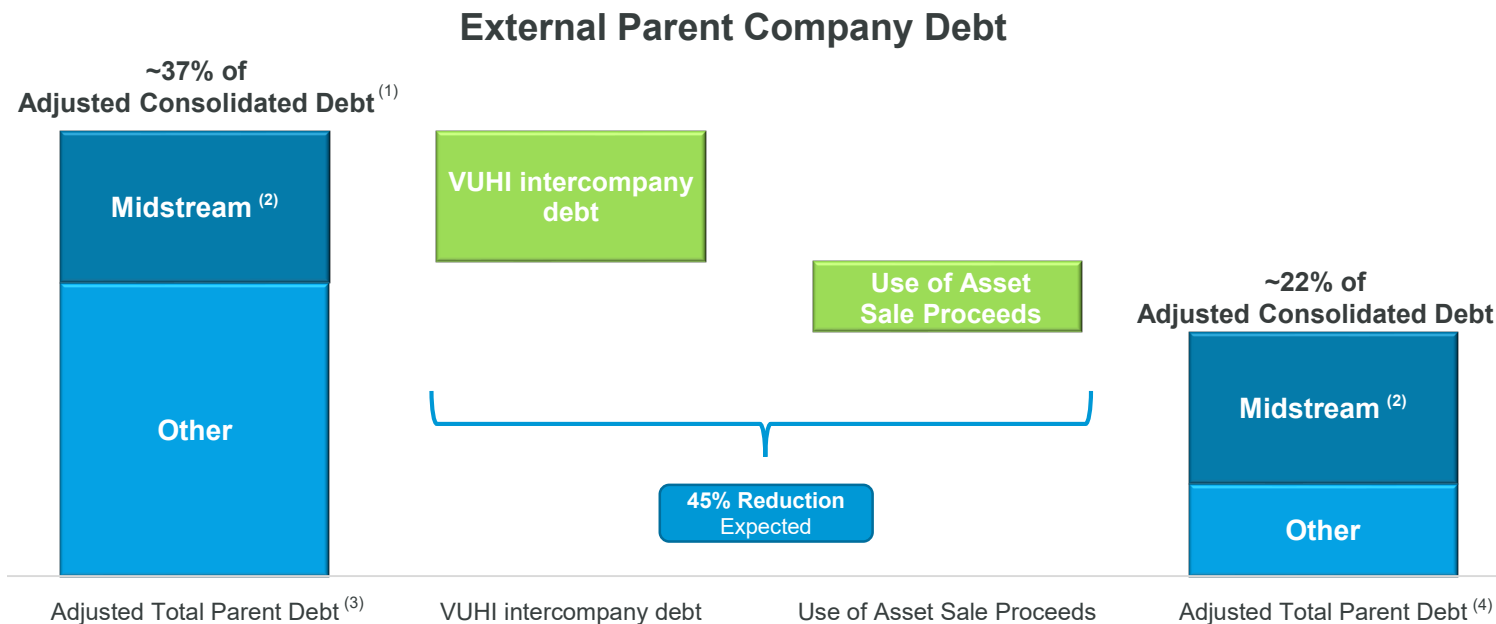 External Parent Company Debt
~37% of
Adjusted Consolidated Debt (1)
Midstream (2)
Other
VUHI intercompany
debt
Use of Asset
Sale Proceeds
45% Reduction
Expected
~22% of
Adjusted Consolidated Debt
Midstream (2)
Other
Adjusted Total Parent Debt (3)
VUHI intercompany debt
Use of Asset Sale Proceeds
Adjusted Total Parent Debt (4)